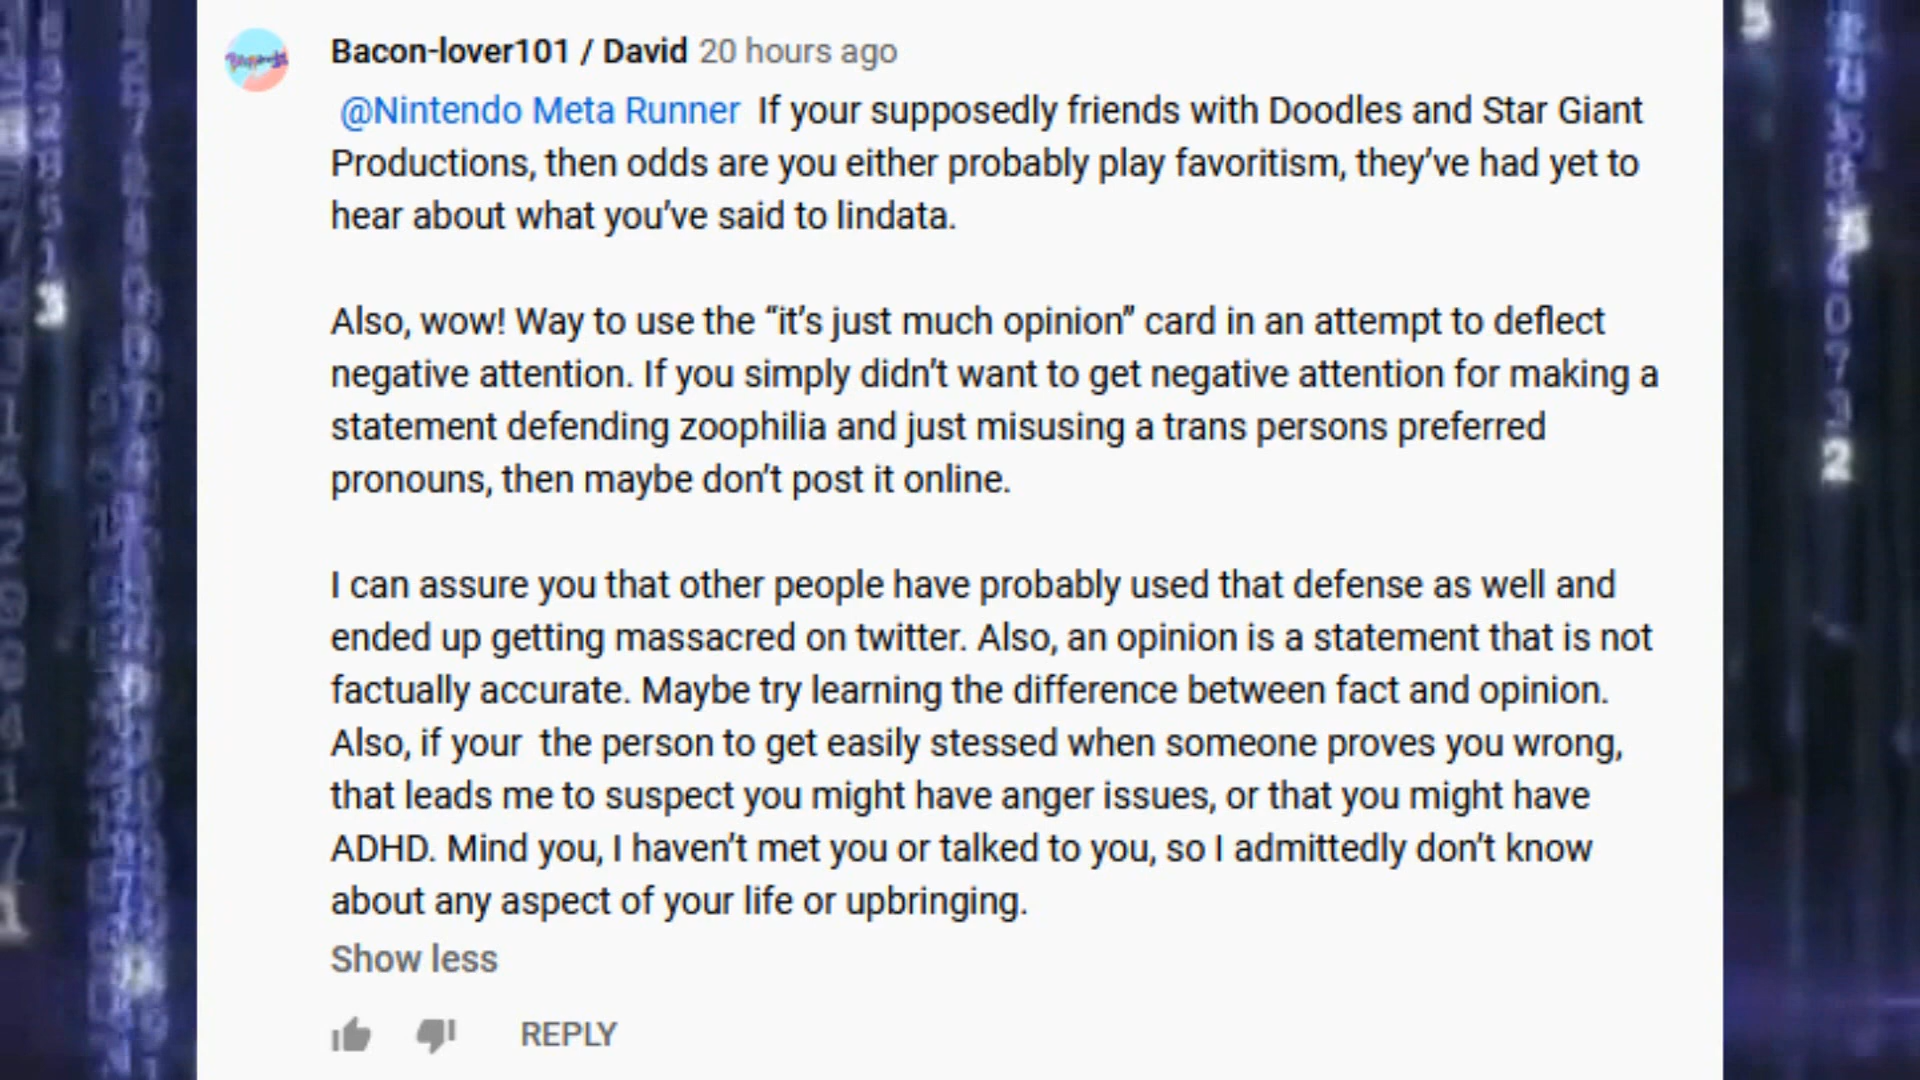 Bacon-lover101 / David 20 hours ago
@Nintendo Meta Runner If your supposedly friends with Doodles and Star Giant
Productions, then odds are you either probably play favoritism, they’ve had yet to
hear about what you’ve said to lindata.
Also, wow! Way to use the “it’s just much opinion” card in an attempt to deflect
negative attention. If you simply didn’t want to get negative attention for making a
statement defending zoophilia and just misusing a trans persons preferred
pronouns, then maybe don’t post it online.
I can assure you that other people have probably used that defense as well and
ended up getting massacred on twitter. Also, an opinion is a statement that is not
factually accurate. Maybe try learning the difference between fact and opinion.
Also, if your the person to get easily stessed when someone proves you wrong,
that leads me to suspect you might have anger issues, or that you might have
ADHD. Mind you, I haven’t met you or talked to you, so I admittedly don’t know
about any aspect of your life or upbringing.
Show less
REPLY